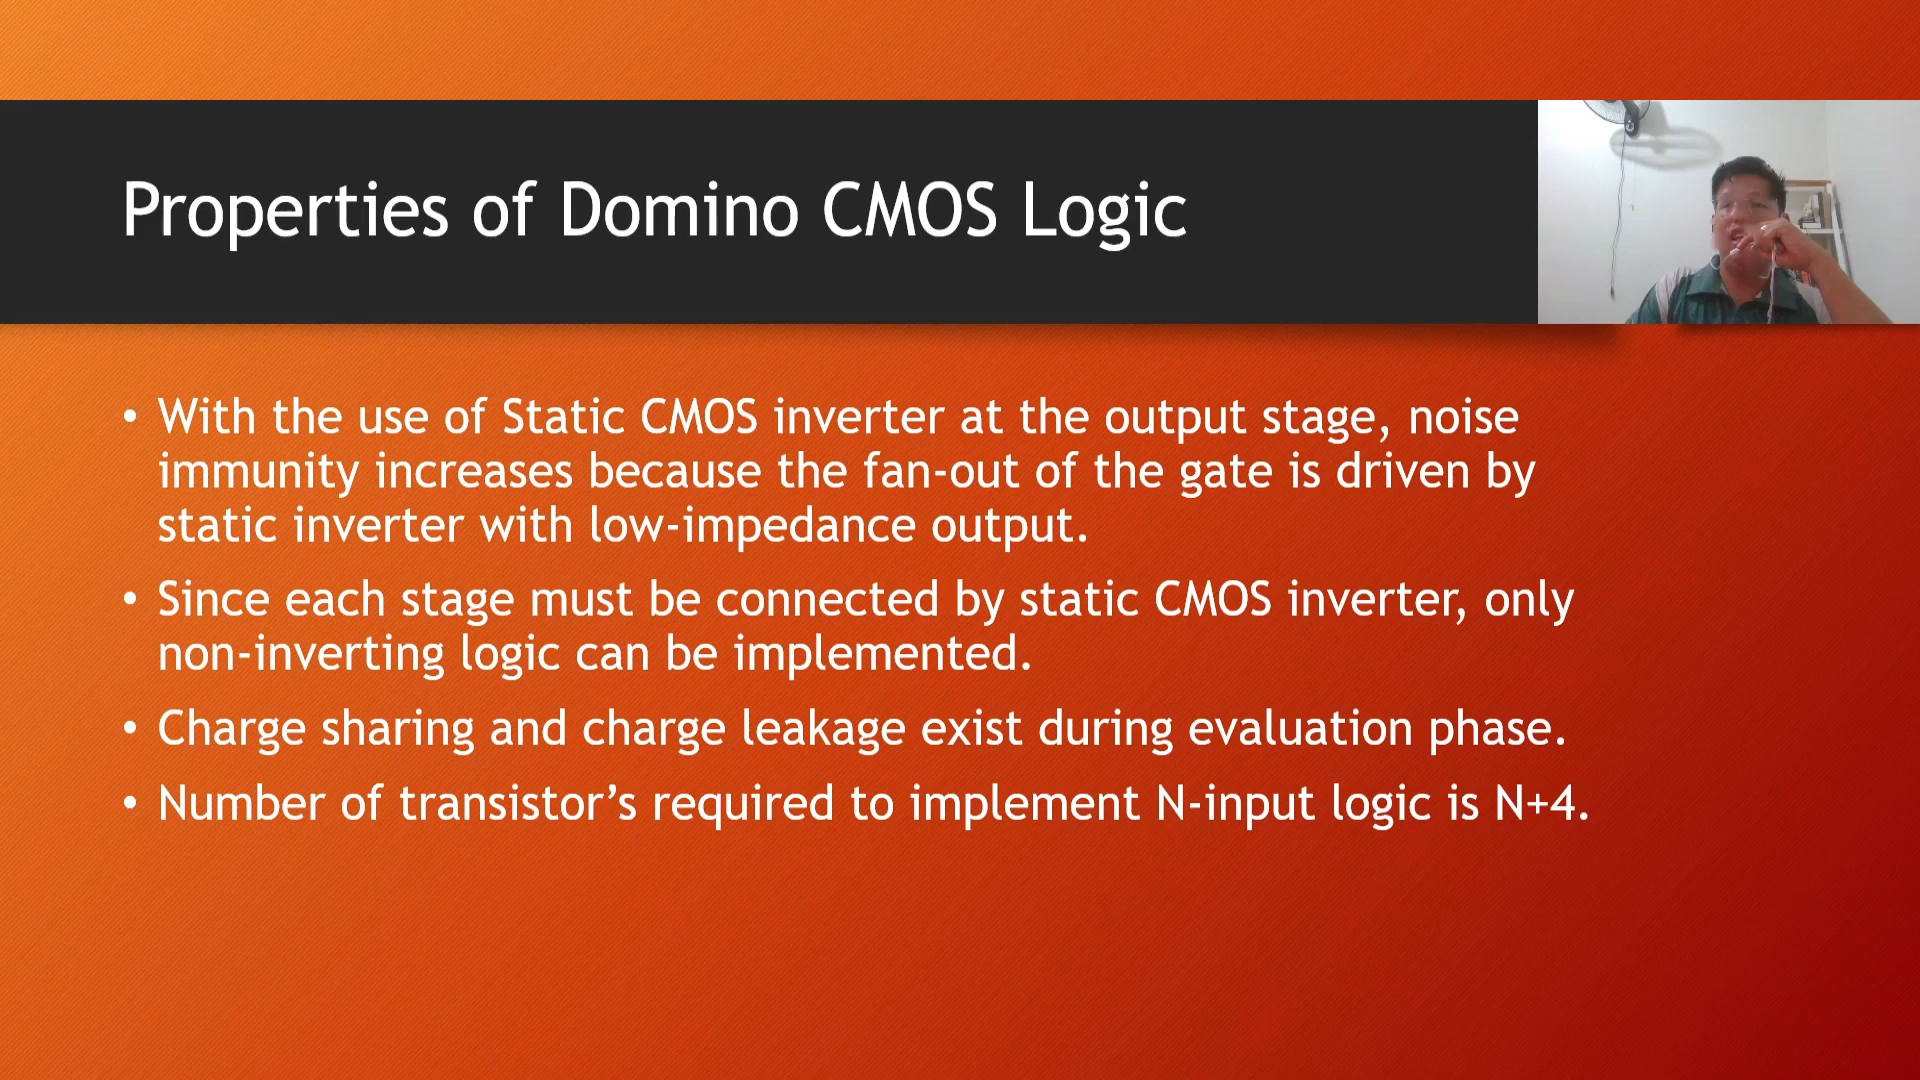 Properties of Domino CMOS Logic
• With the use of Static CMOS inverter at the output stage, noise
immunity increases because the fan-out of the gate is driven by
static inverter with low-impedance output.
• Since each stage must be connected by static CMOS inverter, only
non-inverting logic can be implemented.
• Charge sharing and charge leakage exist during evaluation phase.
• Number of transistor’s required to implement N-input logic is N+4.